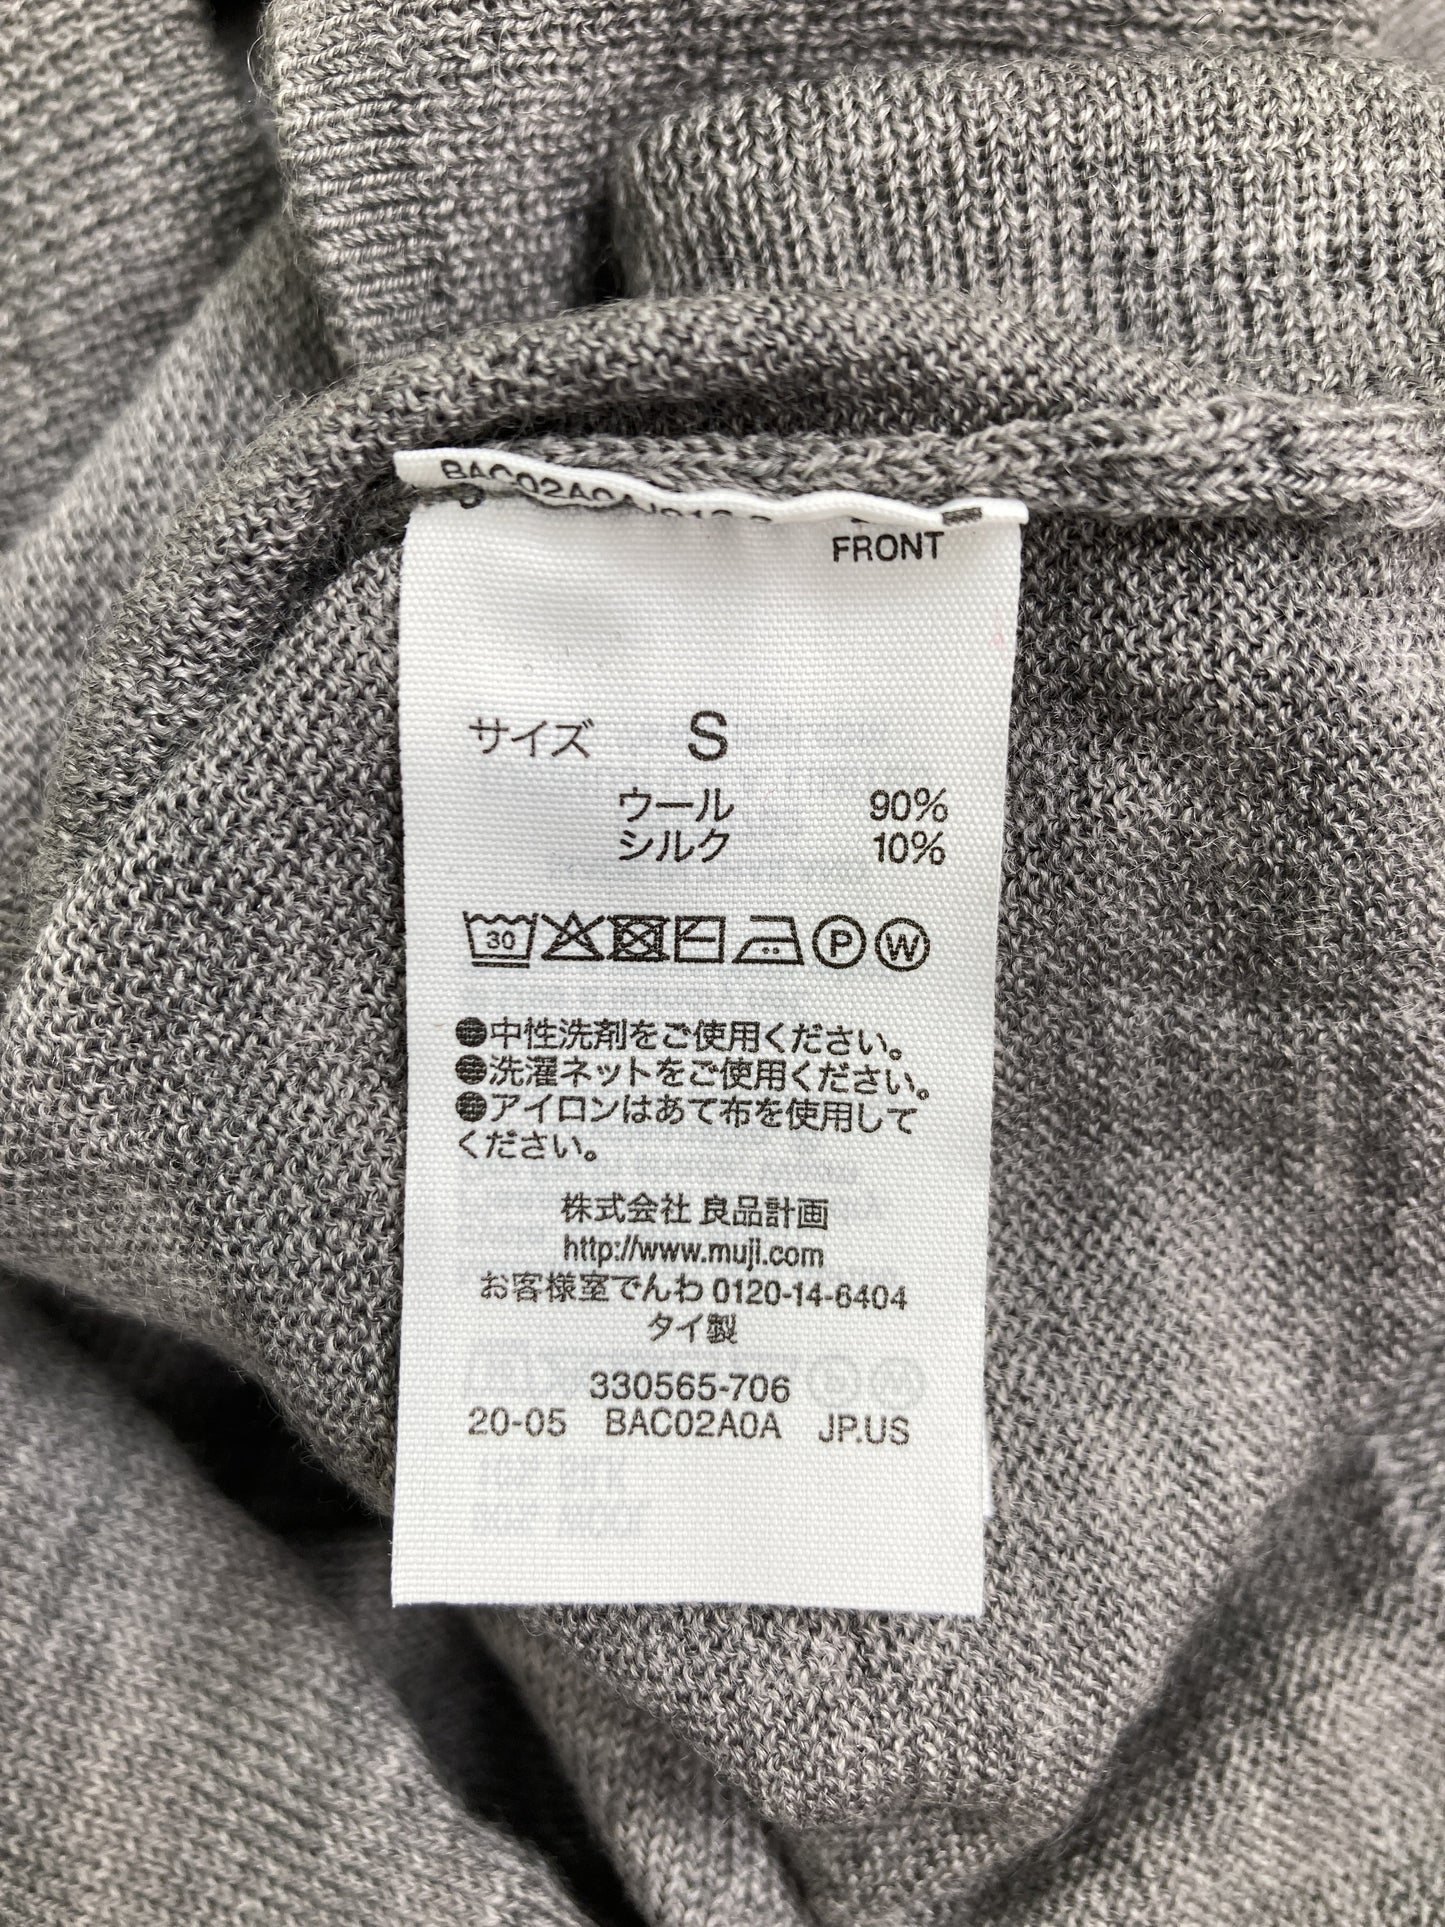 BAC02A0A
FRONT
サイズ S
ウール 90%
シルク 10%
30 P W
●中性洗剤をご使用ください。
●洗濯ネットをご使用ください。
●アイロンはあて布を使用して
ください。
株式会社 良品計画
http://www.muji.com
お客様室でんわ 0120-14-6404
タイ製
330565-706
20-05 BAC02A0A JP.US